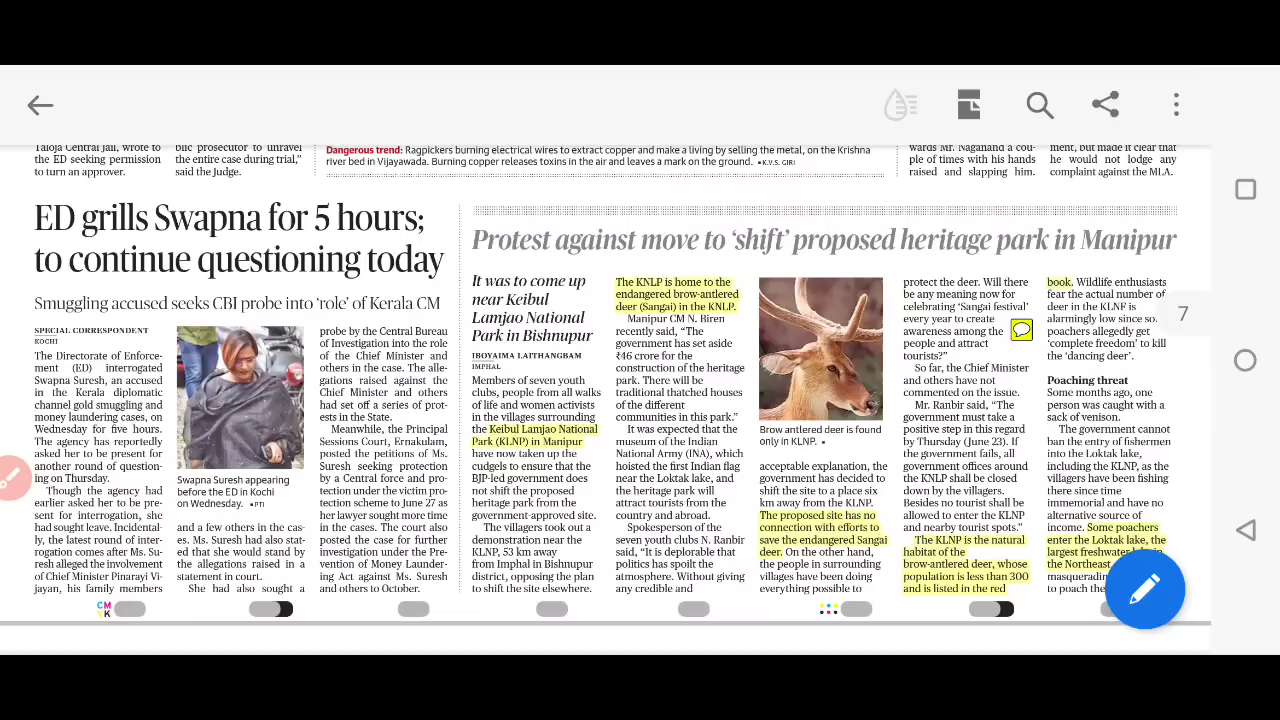 Taloja Central Jail, wrote to
the ED seeking permission
to turn an approver.
blic prosecutor to unravel
the entire case during trial,"
said the Judge.
Dangerous trend: Ragpickers burning electrical wires to extract copper and make a living by selling the metal, on the Krishna
river bed in Vijayawada. Burning copper releases toxins in the air and leaves a mark on the ground. • K.V.S. GIRI
wards Mr. Naganand a cou-
ple of times with his hands
raised and slapping him.
ment, but made it clear that
he would not lodge any
complaint against the MLA.
ED grills Swapna for 5 hours;
to continue questioning today
Smuggling accused seeks CBI probe into 'role' of Kerala CM
SPECIAL CORRESPONDENT
KOCHI
The Directorate of Enforce-
ment (ED) interrogated
Swapna Suresh, an accused
in the Kerala diplomatic
channel gold smuggling and
money laundering cases, on
Wednesday for five hours.
The agency has reportedly
asked her to be present for
another round of question-
ing on Thursday.
Though the agency had
earlier asked her to be pre-
sent for interrogation, she
had sought leave. Incidental-
ly, the latest round of inter-
rogation comes after Ms. Su-
resh alleged the involvement
of Chief Minister Pinarayi Vi-
jayan, his family members
Swapna Suresh appearing
before the ED in Kochi
on Wednesday. • PTI
and a few others in the cas-
es. Ms. Suresh had also stat-
ed that she would stand by
the allegations raised in a
statement in court.
She had also sought a
probe by the Central Bureau
of Investigation into the role
of the Chief Minister and
others in the case. The alle-
gations raised against the
Chief Minister and others
had set off a series of prot-
ests in the State.
Meanwhile, the Principal
Sessions Court, Ernakulam,
posted the petitions of Ms.
Suresh seeking protection
by a Central force and pro-
tection under the victim pro-
tection scheme to June 27 as
her lawyer sought more time
in the cases. The court also
posted the case for further
investigation under the Pre-
vention of Money Launder-
ing Act against Ms. Suresh
and others to October.
Protest against move to 'shift' proposed heritage park in Manipur
It was to come up
near Keibul
Lamjao National
Park in Bishnupur
IBOYAIMA LAITHANGBAM
IMPHAL
Members of seven youth
clubs, people from all walks
of life and women activists
in the villages surrounding
the Keibul Lamjao National
Park (KLNP) in Manipur
have now taken up the
cudgels to ensure that the
BJP-led government does
not shift the proposed
heritage park from the
government-approved site.
The villagers took out a
demonstration near the
KLNP, 53 km away
from Imphal in Bishnupur
district, opposing the plan
to shift the site elsewhere.
The KNLP is home to the
endangered brow-antlered
deer (Sangai) in the KNLP.
Manipur CM N. Biren
recently said, "The
government has set aside
₹46 crore for the
construction of the heritage
park. There will be
traditional thatched houses
of the different
communities in this park."
It was expected that the
museum of the Indian
National Army (INA), which
hoisted the first Indian flag
near the Loktak lake, and
the heritage park will
attract tourists from the
country and abroad.
Spokesperson of the
seven youth clubs N. Ranbir
said, "It is deplorable that
politics has spoilt the
atmosphere. Without giving
any credible and
Brow antlered deer is found
only in KLNP. •
acceptable explanation, the
government has decided to
shift the site to a place six
km away from the KLNP.
The proposed site has no
connection with efforts to
save the endangered Sangai
deer. On the other hand,
the people in surrounding
villages have been doing
everything possible to
protect the deer. Will there
be any meaning now for
celebrating 'Sangai festival'
every year to create
awareness among the
people and attract
tourists?"
So far, the Chief Minister
and others have not
commented on the issue.
Mr. Ranbir said, "The
government must take a
positive step in this regard
by Thursday (June 23). If
the government fails, all
government offices around
the KNLP shall be closed
down by the villagers.
Besides no tourist shall be
allowed to enter the KLNP
and nearby tourist spots."
The KLNP is the natural
habitat of the
brow-antlered deer, whose
population is less than 300
and is listed in the red
book. Wildlife enthusiasts
fear the actual number of
deer in the KLNF is
alarmingly low since so
poachers allegedly get
'complete freedom' to kill
the 'dancing deer'.
Poaching threat
Some months ago, one
person was caught with a
sack of venison.
The government cannot
ban the entry of fishermen
into the Loktak lake,
including the KLNP, as the
villagers have been fishing
there since time
immemorial and have no
alternative source of
income. Some poachers
enter the Loktak lake, the
largest freshwater
the Northeast
to poach the
7
CM
YK